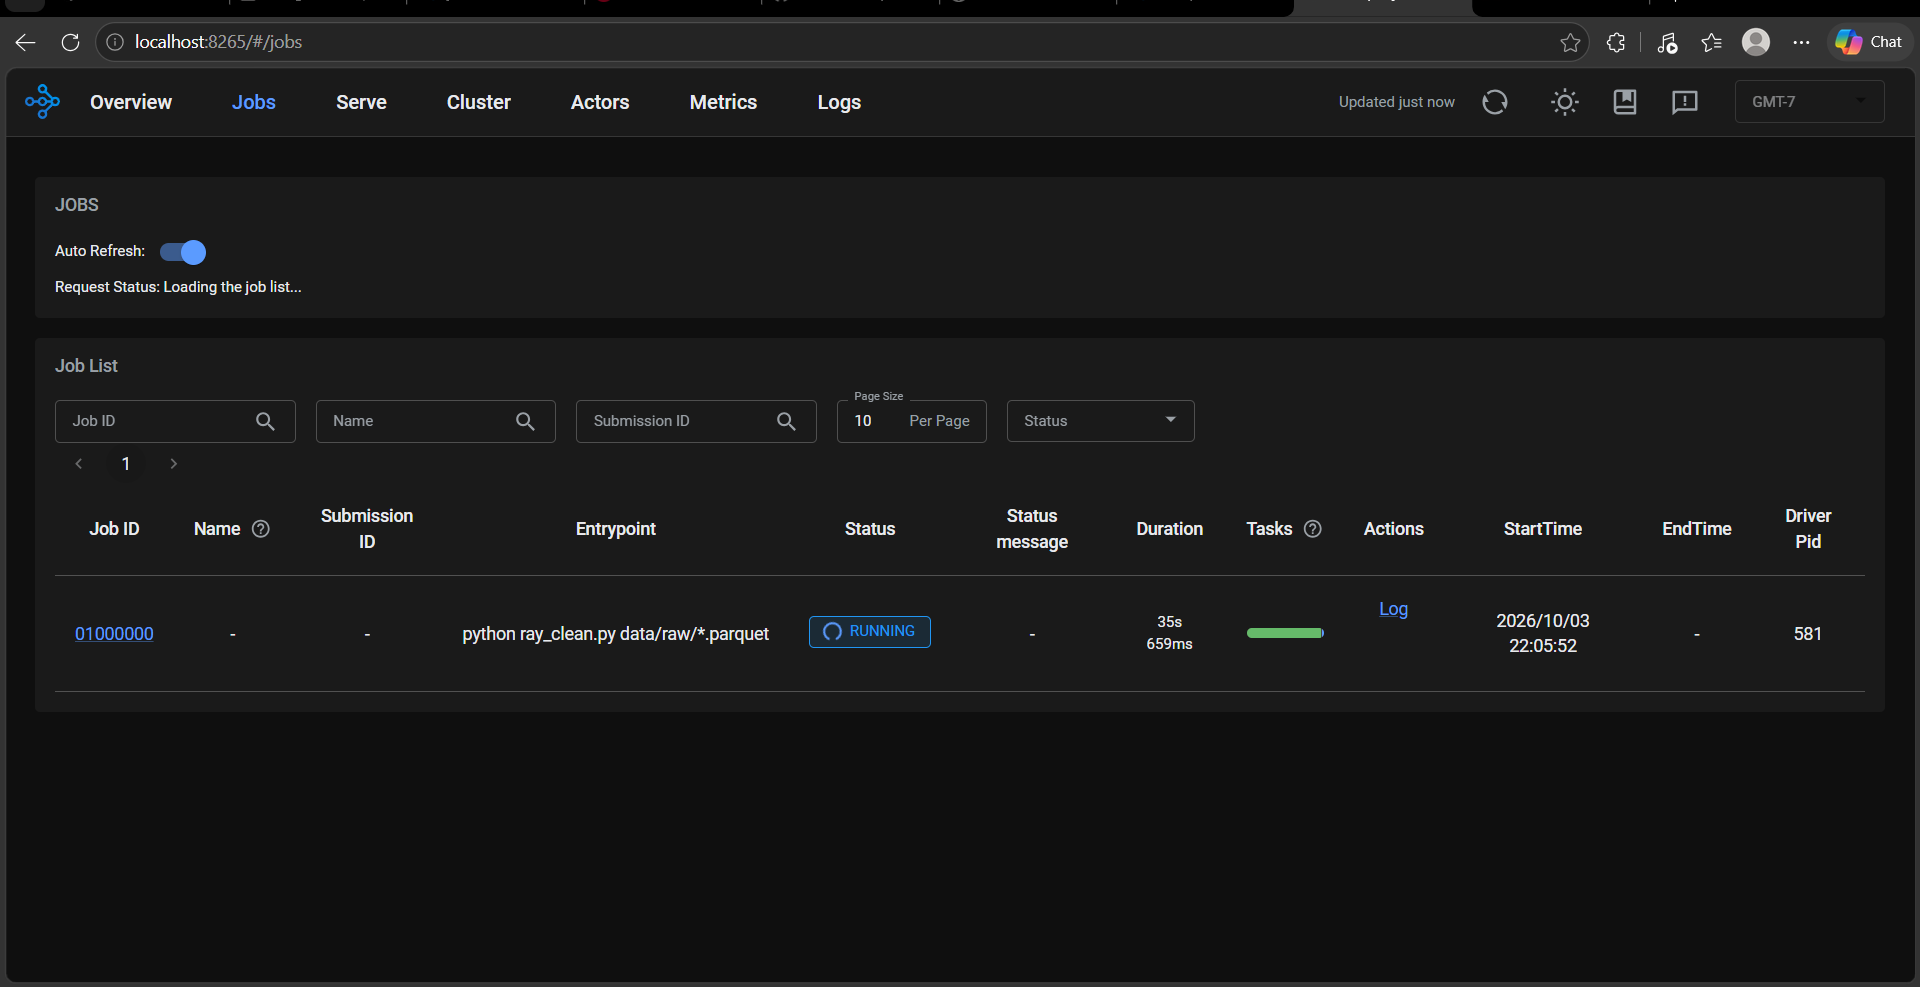 localhost:8265/#/jobs
Chat
Overview Jobs Serve Cluster Actors Metrics Logs
Updated just now
GMT-7
JOBS
Auto Refresh:
Request Status: Loading the job list...
Job List
Page Size
Job ID Name Submission ID 10 Per Page Status
1
Job ID Name Submission ID Entrypoint Status Status message Duration Tasks Actions StartTime EndTime Driver Pid
01000000 - - python ray_clean.py data/raw/*.parquet RUNNING - 35s 659ms Log 2026/10/03 22:05:52 - 581